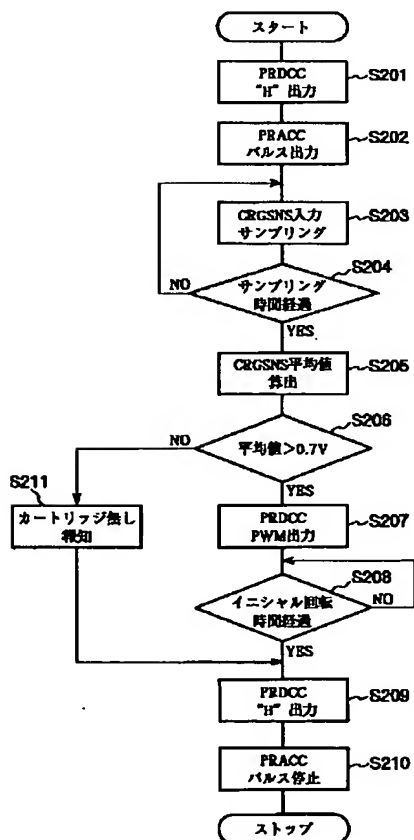 スタート
PRDCC
"H" 出力
S201
PRACC
パルス出力
S202
CRGSNS入力
サンプリング
S203
サンプリング
時間経過
S204
NO
YES
CRGSNS平均値
算出
S205
平均値>0.7V
S206
NO
YES
S211
カートリッジ無し
報知
PRDCC
PWM出力
S207
イニシャル回転
時間経過
S208
NO
YES
PRDCC
"H" 出力
S209
PRACC
パルス停止
S210
ストップ